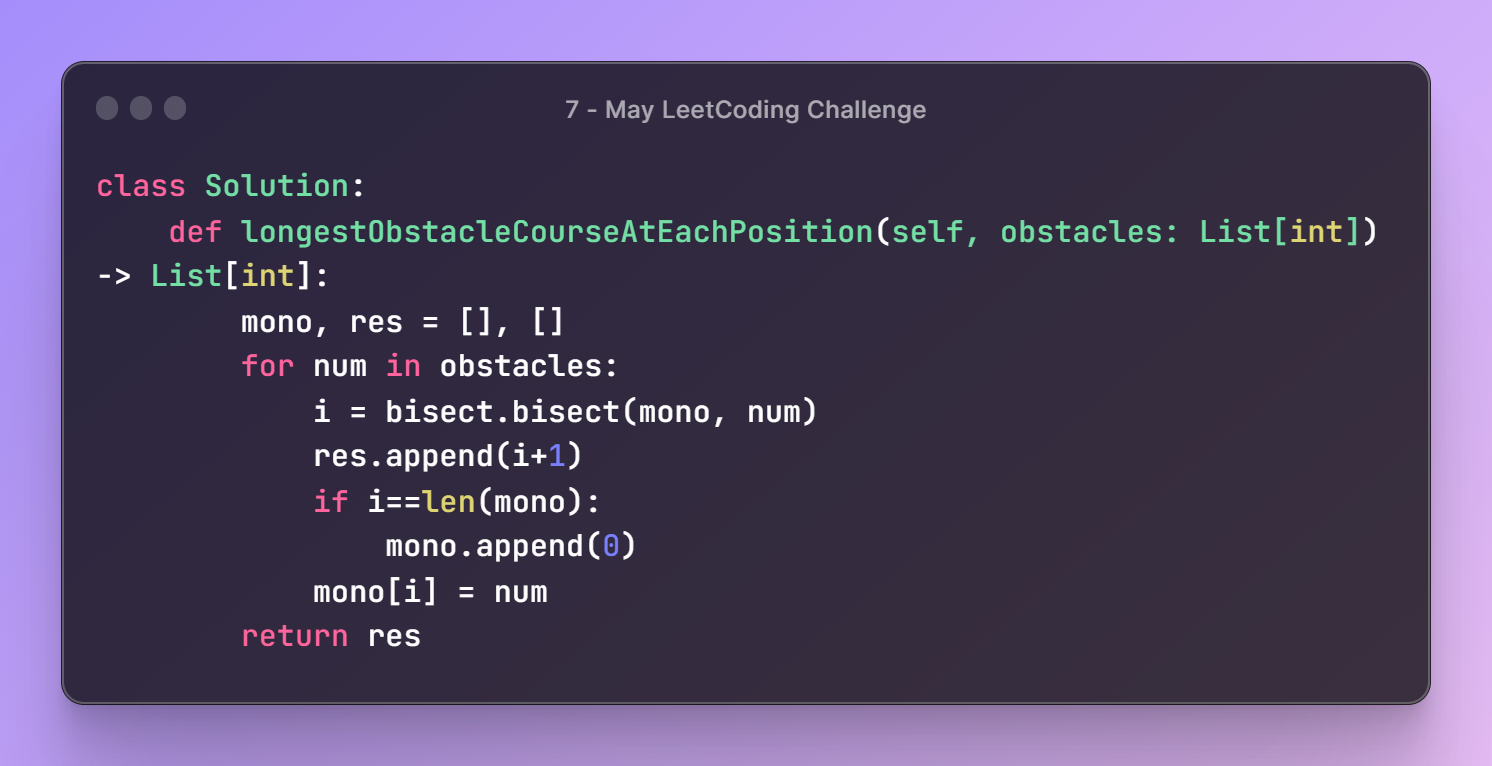 7 - May LeetCoding Challenge
class Solution:
    def longestObstacleCourseAtEachPosition(self, obstacles: List[int])
-> List[int]:
        mono, res = [], []
        for num in obstacles:
            i = bisect.bisect(mono, num)
            res.append(i+1)
            if i==len(mono):
                mono.append(0)
            mono[i] = num
        return res